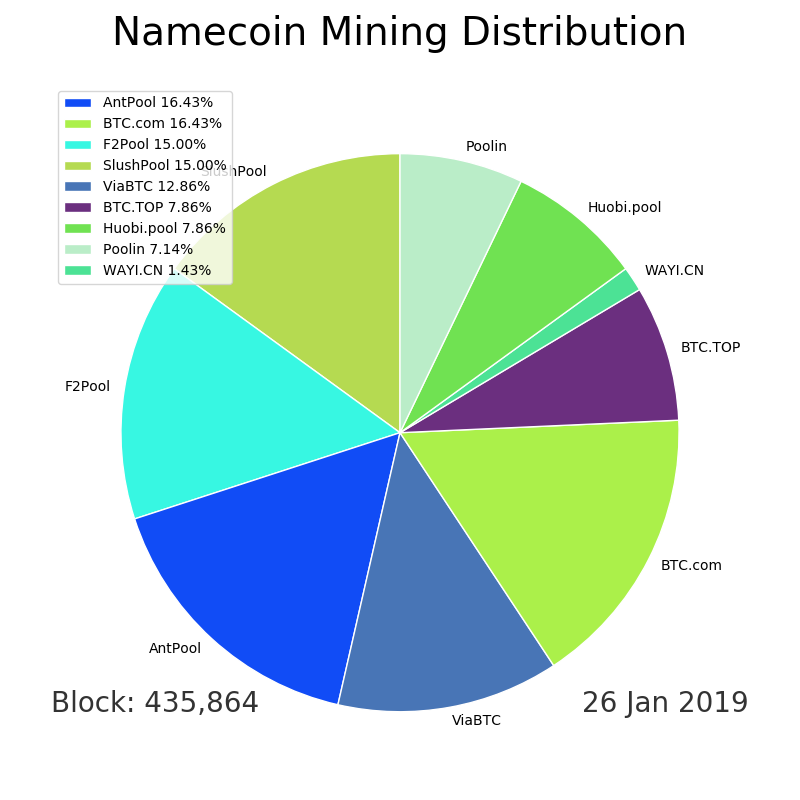 Namecoin Mining Distribution
AntPool 16.43%
BTC.com 16.43%
F2Pool 15.00%
SlushPool 15.00%
ViaBTC 12.86%
BTC.TOP 7.86%
Huobi.pool 7.86%
Poolin 7.14%
WAYI.CN 1.43%
Poolin
SlushPool
Huobi.pool
WAYI.CN
BTC.TOP
F2Pool
BTC.com
AntPool
ViaBTC
Block: 435,864
26 Jan 2019